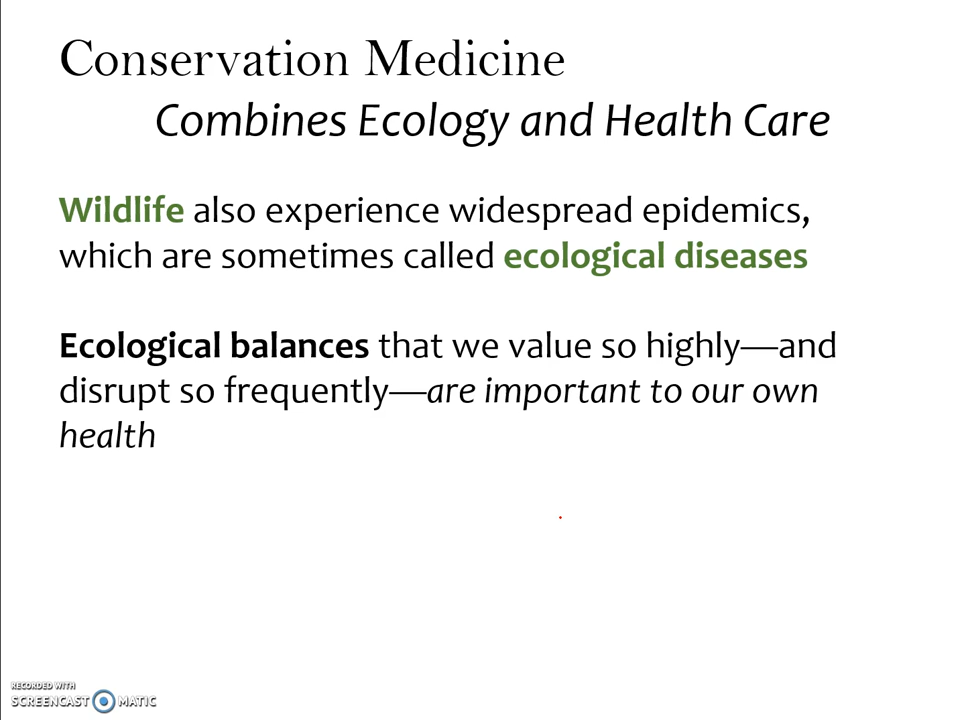 Conservation Medicine
Combines Ecology and Health Care
Wildlife also experience widespread epidemics,
which are sometimes called ecological diseases
Ecological balances that we value so highly—and
disrupt so frequently—are important to our own
health
RECORDED WITH
SCREENCAST MATIC